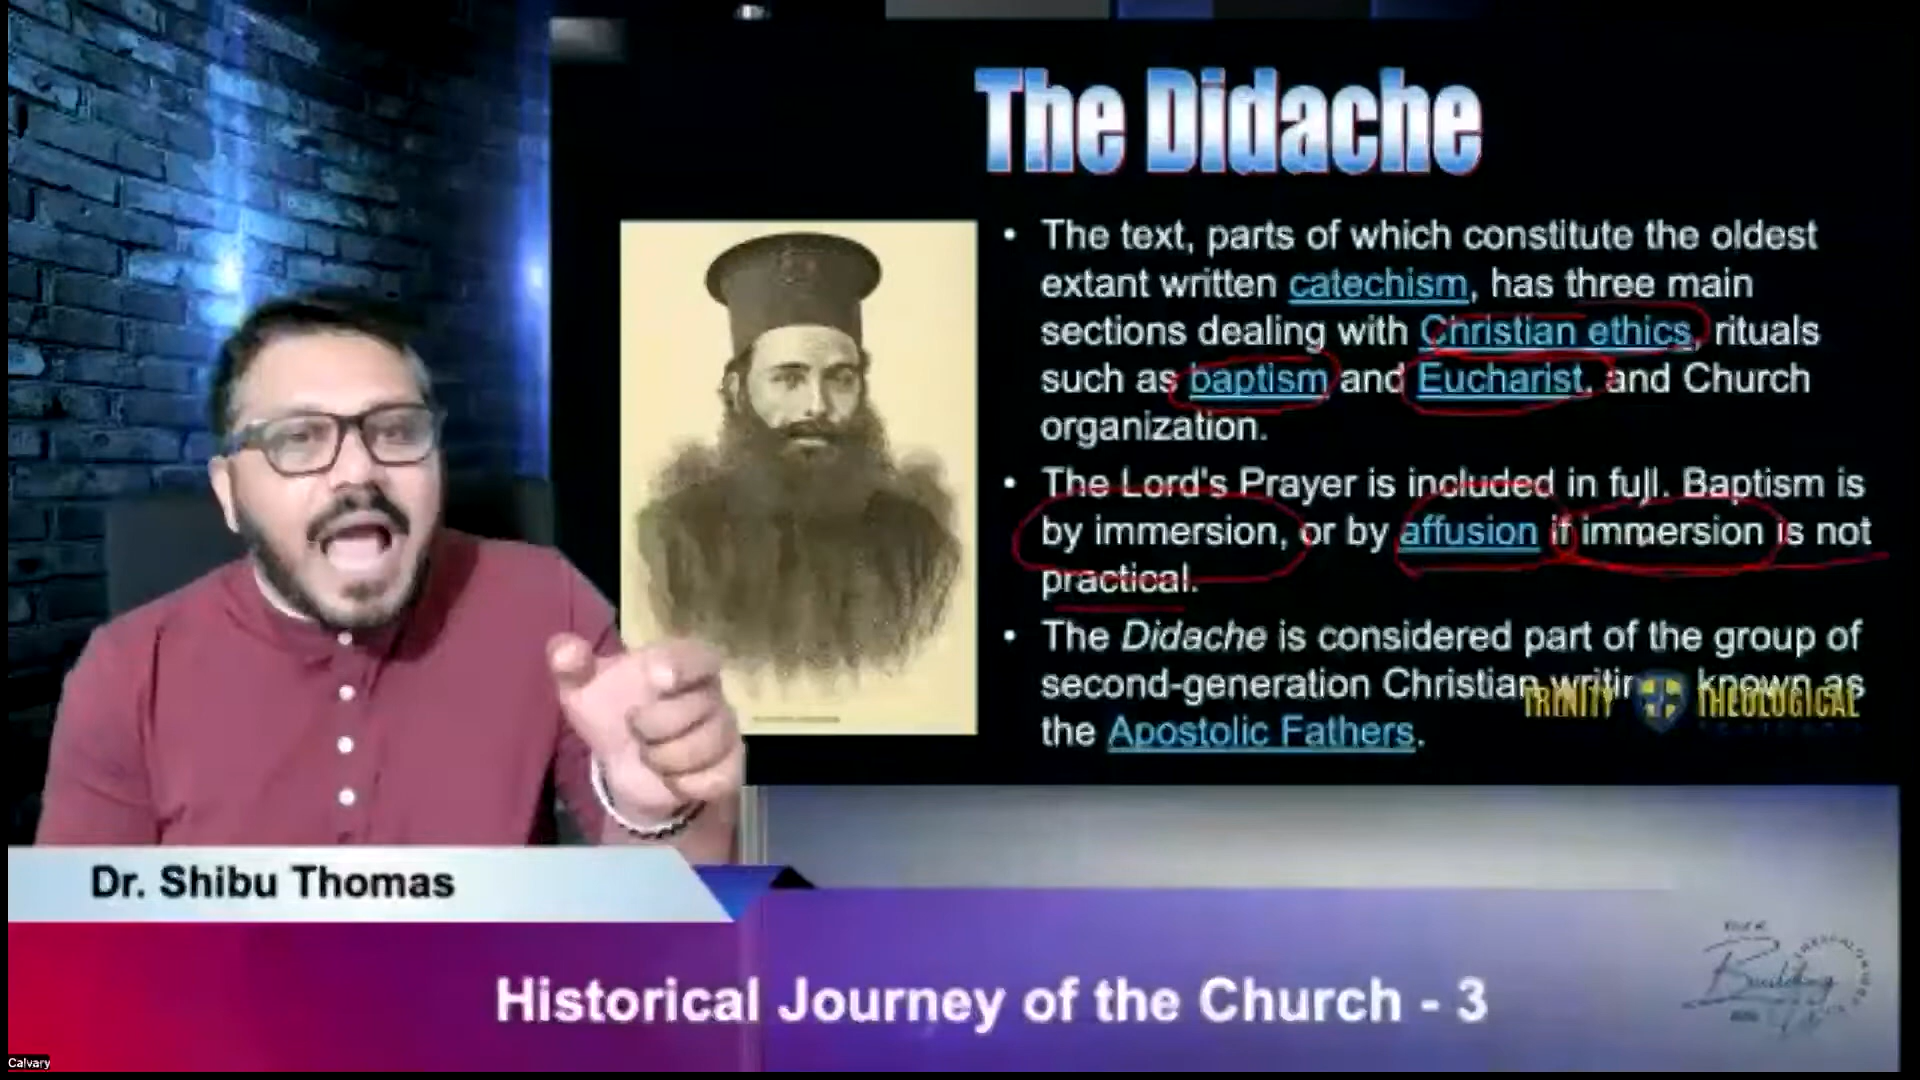 The Didache
• The text, parts of which constitute the oldest
extant written catechism, has three main
sections dealing with Christian ethics, rituals
such as baptism and Eucharist. and Church
organization.
• The Lord's Prayer is included in full. Baptism is
by immersion, or by affusion if immersion is not
practical.
• The Didache is considered part of the group of
second-generation Christian known as
the Apostolic Fathers.
TRINITY THEOLOGICAL
Dr. Shibu Thomas
Historical Journey of the Church - 3
Building
Calvary